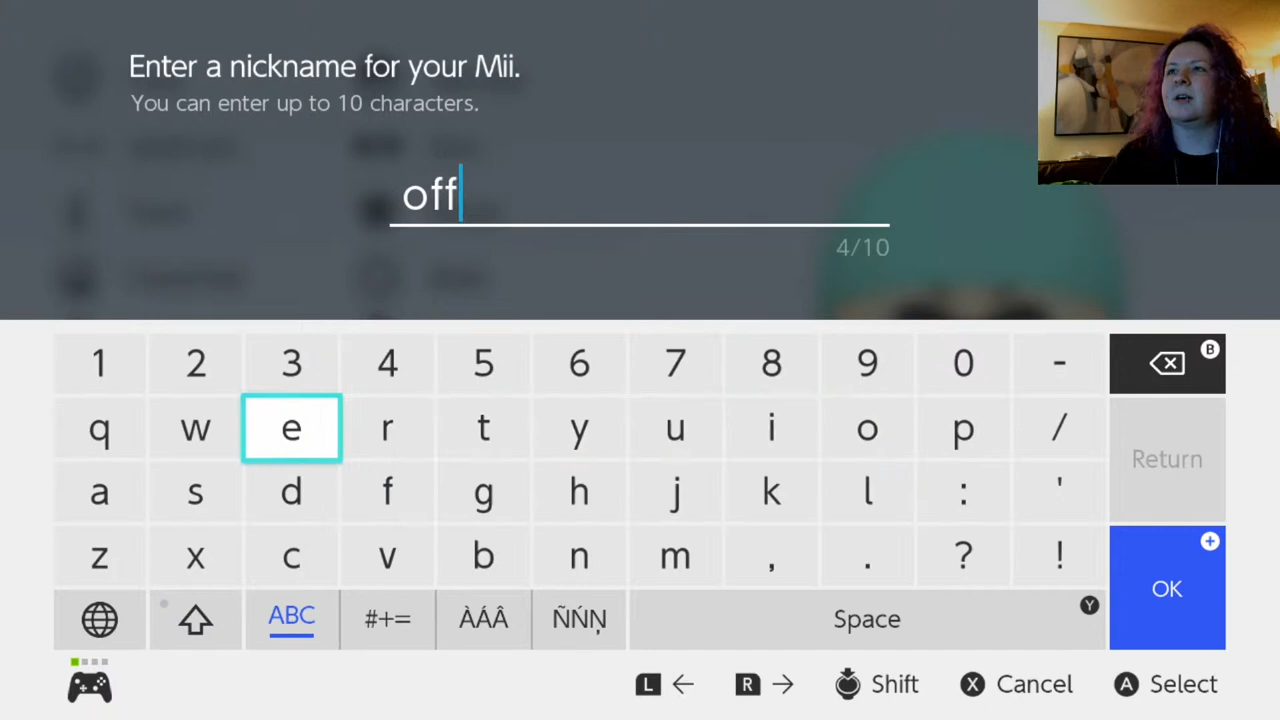 Enter a nickname for your Mii.
You can enter up to 10 characters.
off
4/10
1 2 3 4 5 6 7 8 9 0 - B
q w e r t y u i o p /
Return
a s d f g h j k l : '
z x c v b n m , . ? ! +
OK
ABC #+= ÀÁÂ ÑŃŅ Space Y
L ← R → Shift X Cancel A Select